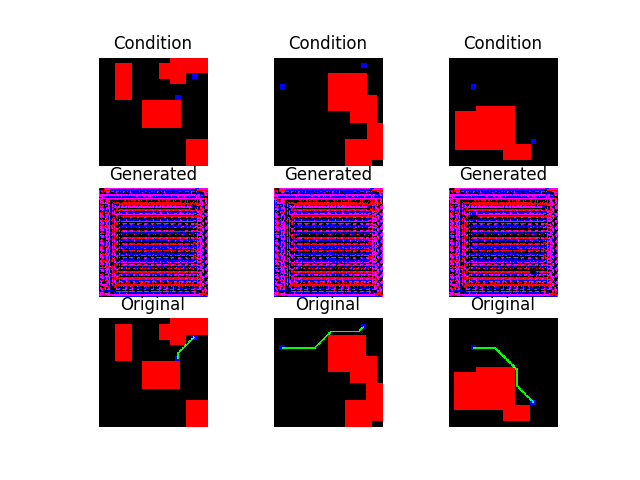 Condition Condition Condition
Generated Generated Generated
Original Original Original